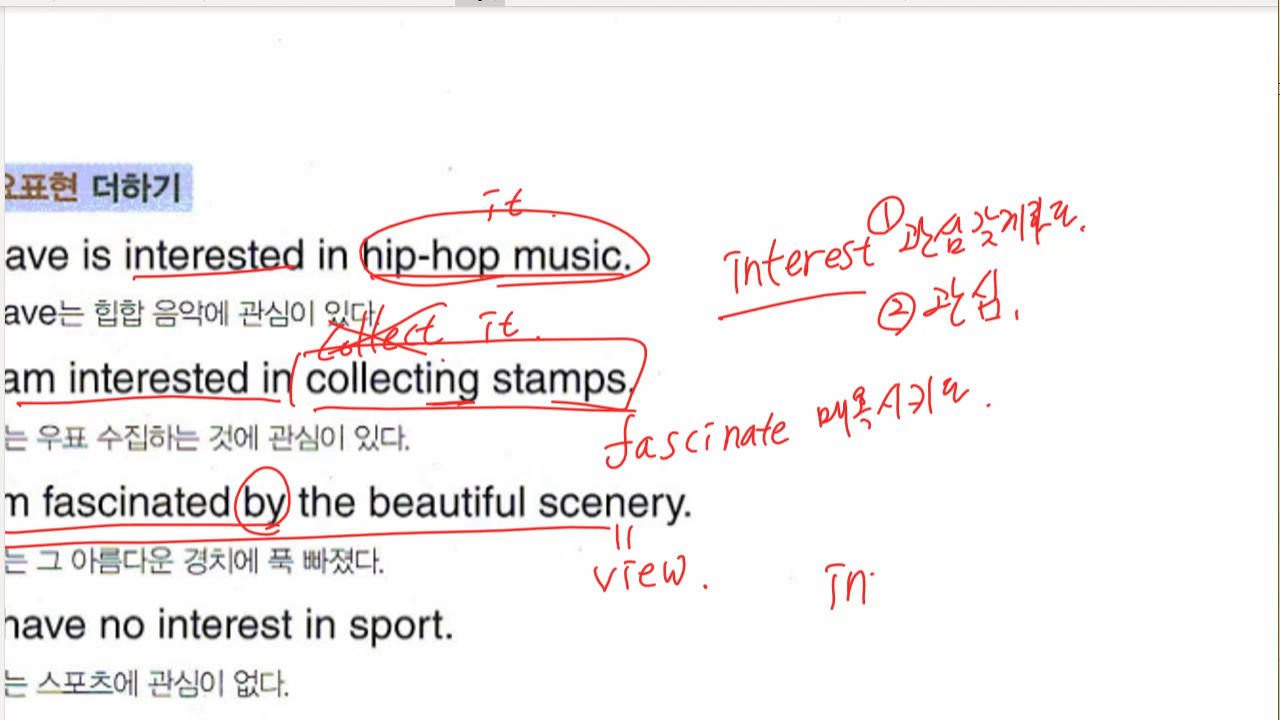 요표현 더하기
it.
ave is interested in hip-hop music.
interest ① 관심갖게하다.
② 관심.
ave는 힙합 음악에 관심이 있다.
collect it.
am interested in collecting stamps.
는 우표 수집하는 것에 관심이 있다.
fascinate 매혹시키다.
m fascinated by the beautiful scenery.
는 그 아름다운 경치에 푹 빠졌다.
view.
in
have no interest in sport.
는 스포츠에 관심이 없다.